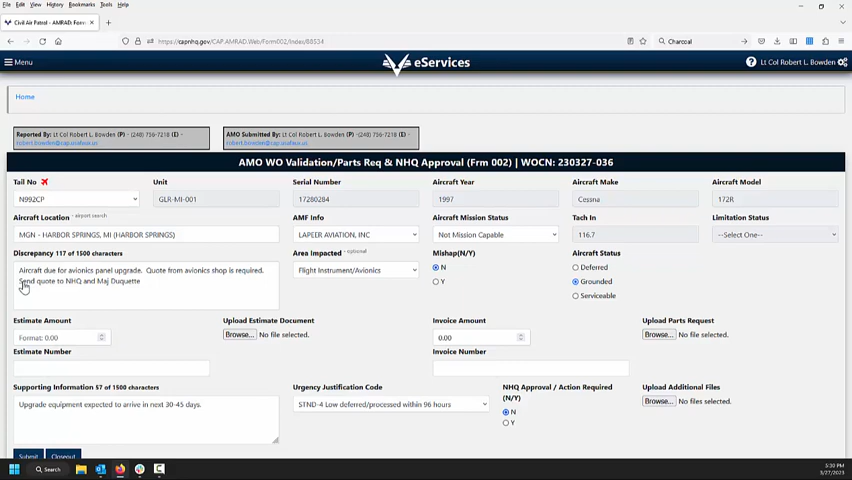 File Edit View History Bookmarks Tools Help
Civil Air Patrol - AMRAD: Form
https://capnhq.gov/CAP.AMRAD.Web/Form002/Index/88534
Charcoal
Menu
eServices
Lt Col Robert L. Bowden
Home
Reported By: Lt Col Robert L. Bowden (P) - (248) 756-7218 (E) -
robert.bowden@cap.usafaux.us
AMO Submitted By: Lt Col Robert L. Bowden (P) -(248) 756-7218 (E) -
robert.bowden@cap.usafaux.us
AMO WO Validation/Parts Req & NHQ Approval (Frm 002) | WOCN: 230327-036
Tail No
Unit
Serial Number
Aircraft Year
Aircraft Make
Aircraft Model
N992CP
GLR-MI-001
17280284
1997
Cessna
172R
Aircraft Location - airport search
AMF Info
Aircraft Mission Status
Tach In
Limitation Status
MGN - HARBOR SPRINGS, MI (HARBOR SPRINGS)
LAPEER AVIATION, INC
Not Mission Capable
116.7
--Select One--
Discrepancy 117 of 1500 characters
Area Impacted - optional
Mishap(N/Y)
Aircraft Status
Aircraft due for avionics panel upgrade. Quote from avionics shop is required.
Send quote to NHQ and Maj Duquette
Flight Instrument/Avionics
N
Y
Deferred
Grounded
Serviceable
Estimate Amount
Upload Estimate Document
Invoice Amount
Upload Parts Request
Format: 0.00
Browse... No file selected.
0.00
Browse... No file selected.
Estimate Number
Invoice Number
Supporting Information 57 of 1500 characters
Urgency Justification Code
NHQ Approval / Action Required
(N/Y)
Upload Additional Files
Upgrade equipment expected to arrive in next 30-45 days.
STND-4 Low deferred/processed within 96 hours
N
Y
Browse... No file selected.
Submit
Closeout
Search
5:30 PM
3/27/2023